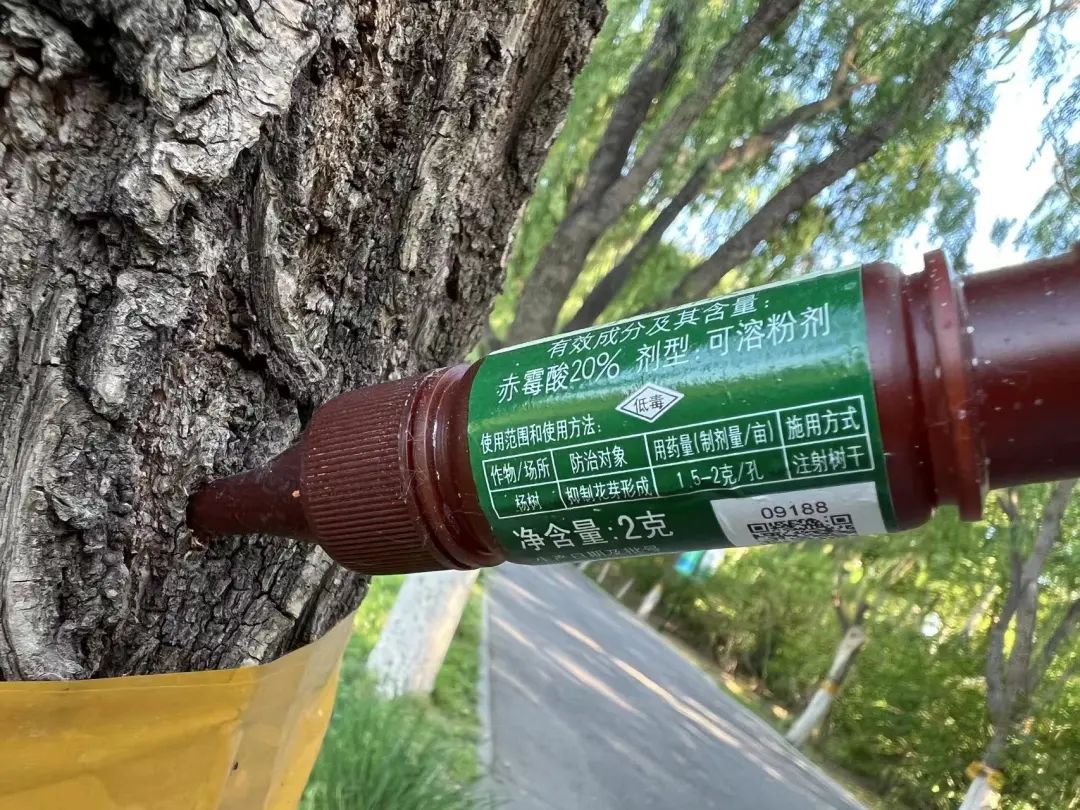 有效成分及其含量:
赤霉酸20% 剂型:可溶粉剂
低毒
使用范围和使用方法:
作物/场所 防治对象 用药量(制剂量/亩) 施用方式
杨树 抑制花芽形成 1.5-2克/孔 注射树干
净含量:2克
09188